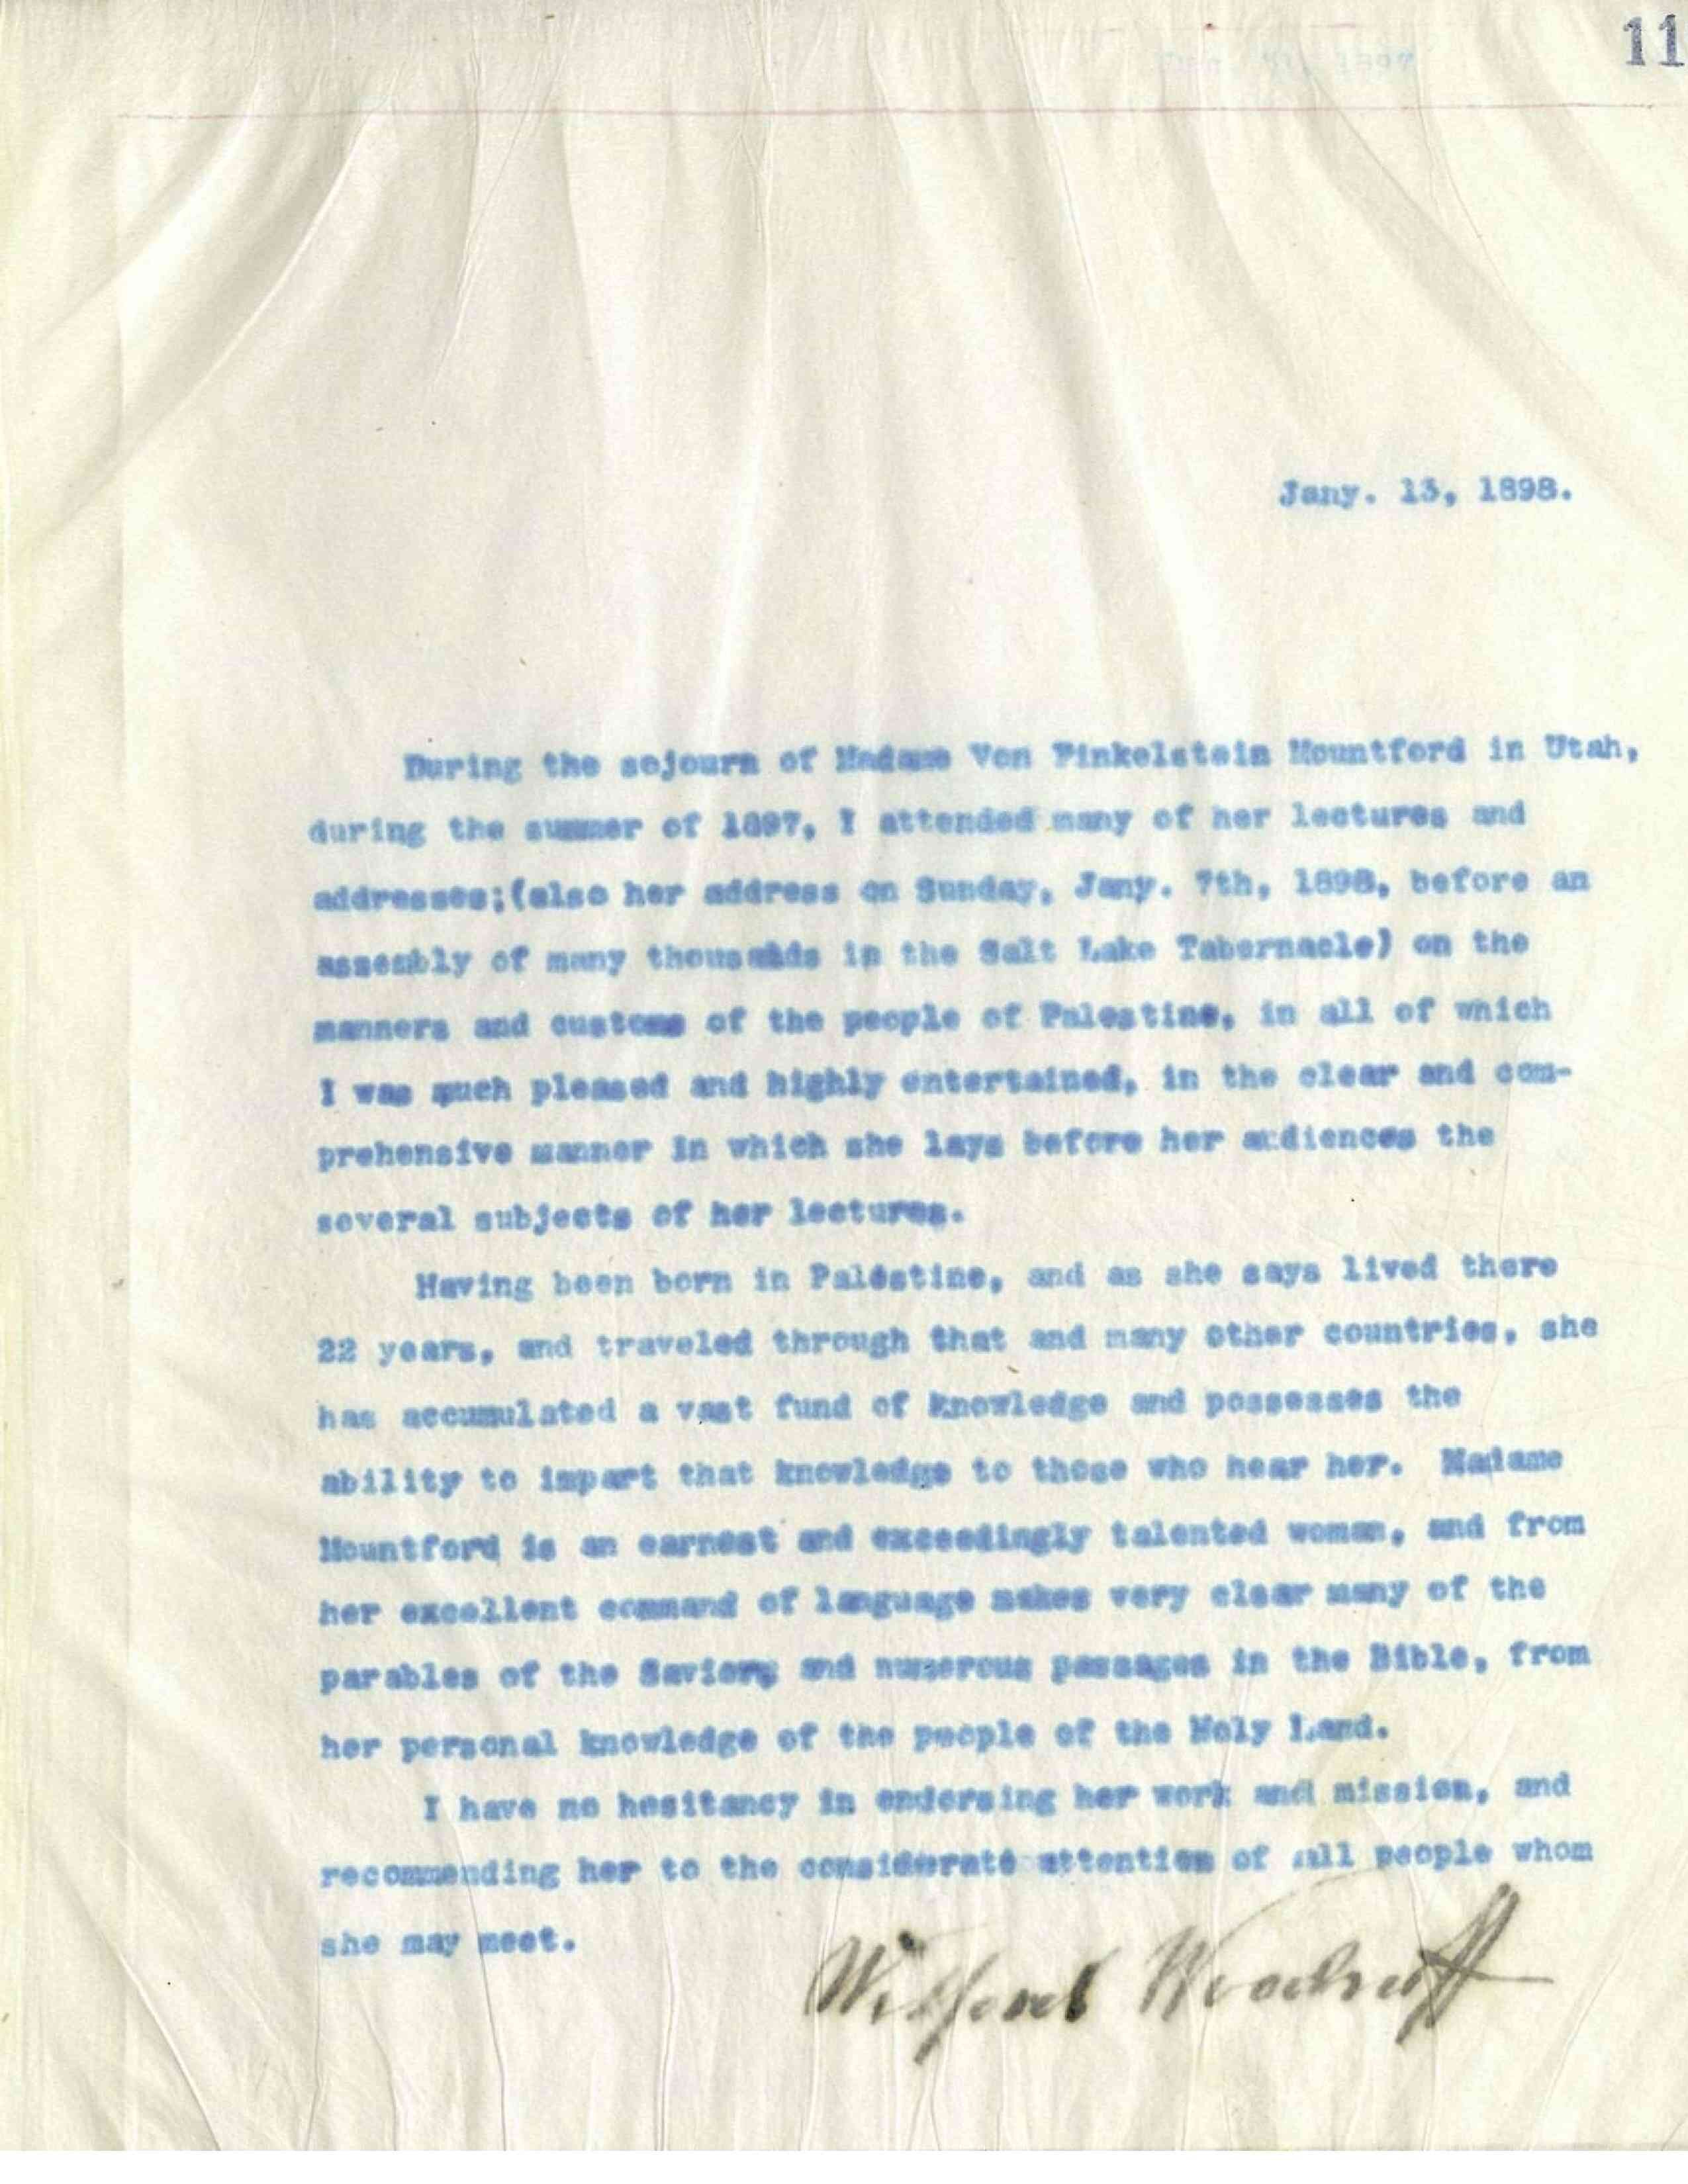 11
Jany. 13, 1898.
During the sojourn of Madame Von Finkelstein Mountford in Utah,
during the summer of 1897, I attended many of her lectures and
addresses;(also her address on Sunday, Jany. 7th, 1898, before an
assembly of many thousands in the Salt Lake Tabernacle) on the
manners and customs of the people of Palestine, in all of which
I was much pleased and highly entertained, in the clear and com-
prehensive manner in which she lays before her audiences the
several subjects of her lectures.
Having been born in Palestine, and as she says lived there
22 years, and traveled through that and many other countries, she
has accumulated a vast fund of knowledge and possesses the
ability to impart that knowledge to those who hear her. Madame
Mountford is an earnest and exceedingly talented woman, and from
her excellent command of language makes very clear many of the
parables of the Savior, and numerous passages in the Bible, from
her personal knowledge of the people of the Holy Land.
I have no hesitancy in endorsing her work and mission, and
recommending her to the considerate attention of all people whom
she may meet.
Wilford Woodruff